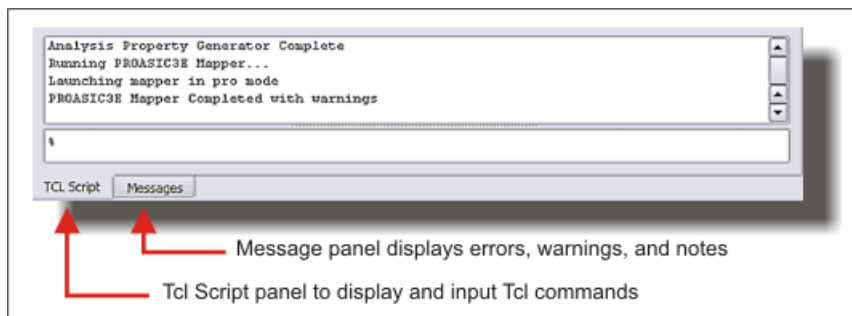 Analysis Property Generator Complete
Running PROASIC3E Mapper...
Launching mapper in pro mode
PROASIC3E Mapper Completed with warnings
%
TCL Script Messages
Message panel displays errors, warnings, and notes
Tcl Script panel to display and input Tcl commands